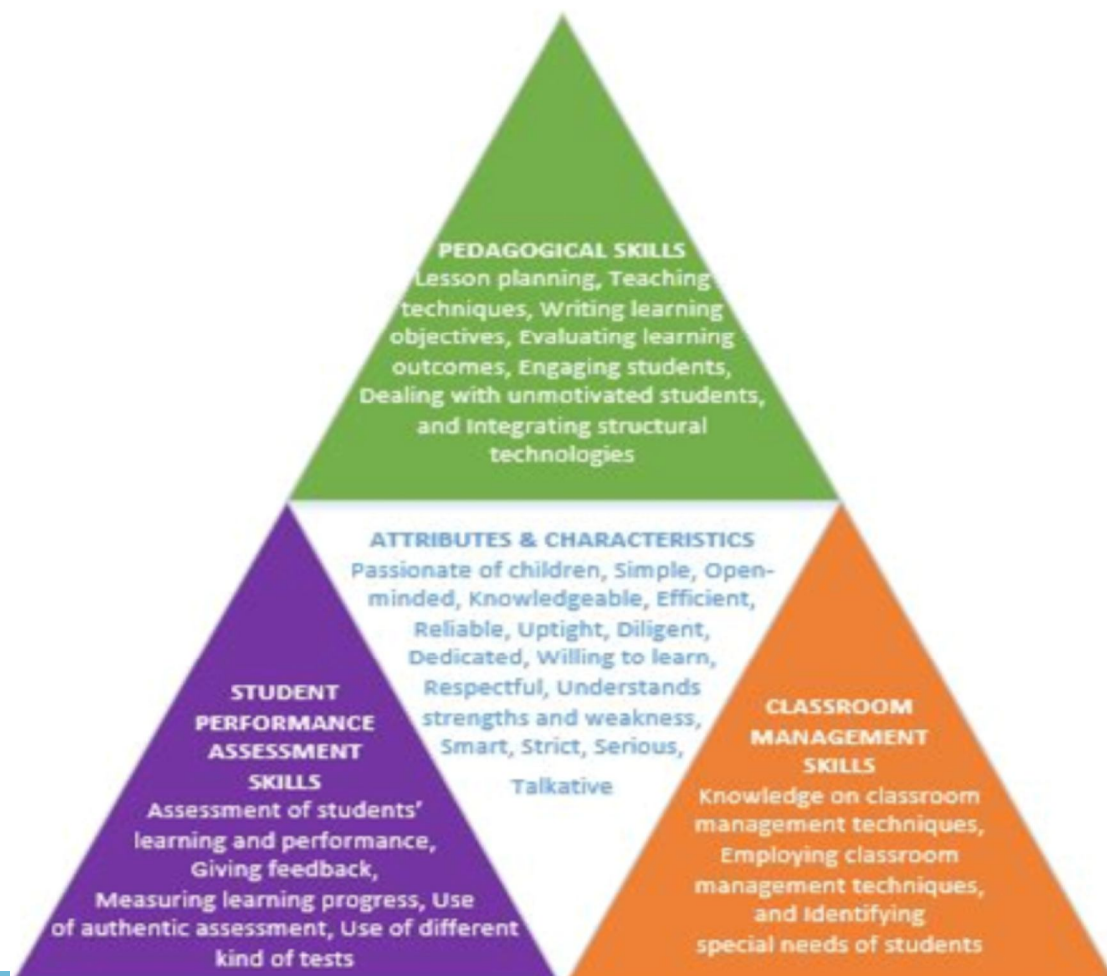 PEDAGOGICAL SKILLS
Lesson planning, Teaching
techniques, Writing learning
objectives, Evaluating learning
outcomes, Engaging students,
Dealing with unmotivated students,
and Integrating structural
technologies
ATTRIBUTES & CHARACTERISTICS
Passionate of children, Simple, Open-
minded, Knowledgeable, Efficient,
Reliable, Uptight, Diligent,
Dedicated, Willing to learn,
Respectful, Understands
strengths and weakness,
Smart, Strict, Serious,
Talkative
STUDENT
PERFORMANCE
ASSESSMENT
SKILLS
Assessment of students’
learning and performance,
Giving feedback,
Measuring learning progress, Use
of authentic assessment, Use of different
kind of tests
CLASSROOM
MANAGEMENT
SKILLS
Knowledge on classroom
management techniques,
Employing classroom
management techniques,
and Identifying
special needs of students